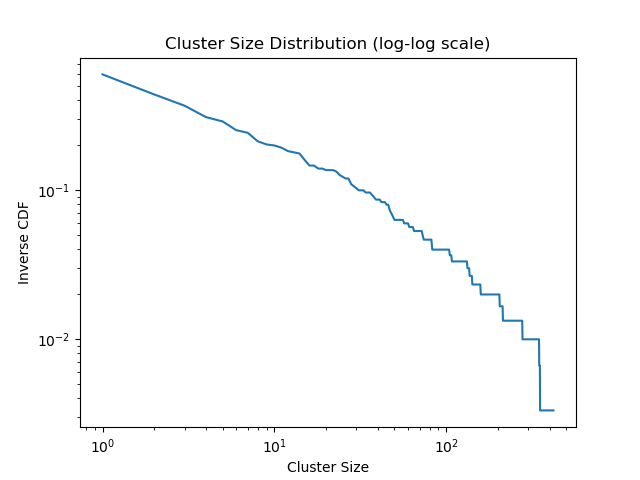 Cluster Size Distribution (log-log scale)
Inverse CDF
10⁻¹
10⁻²
10⁰ 10¹ 10²
Cluster Size